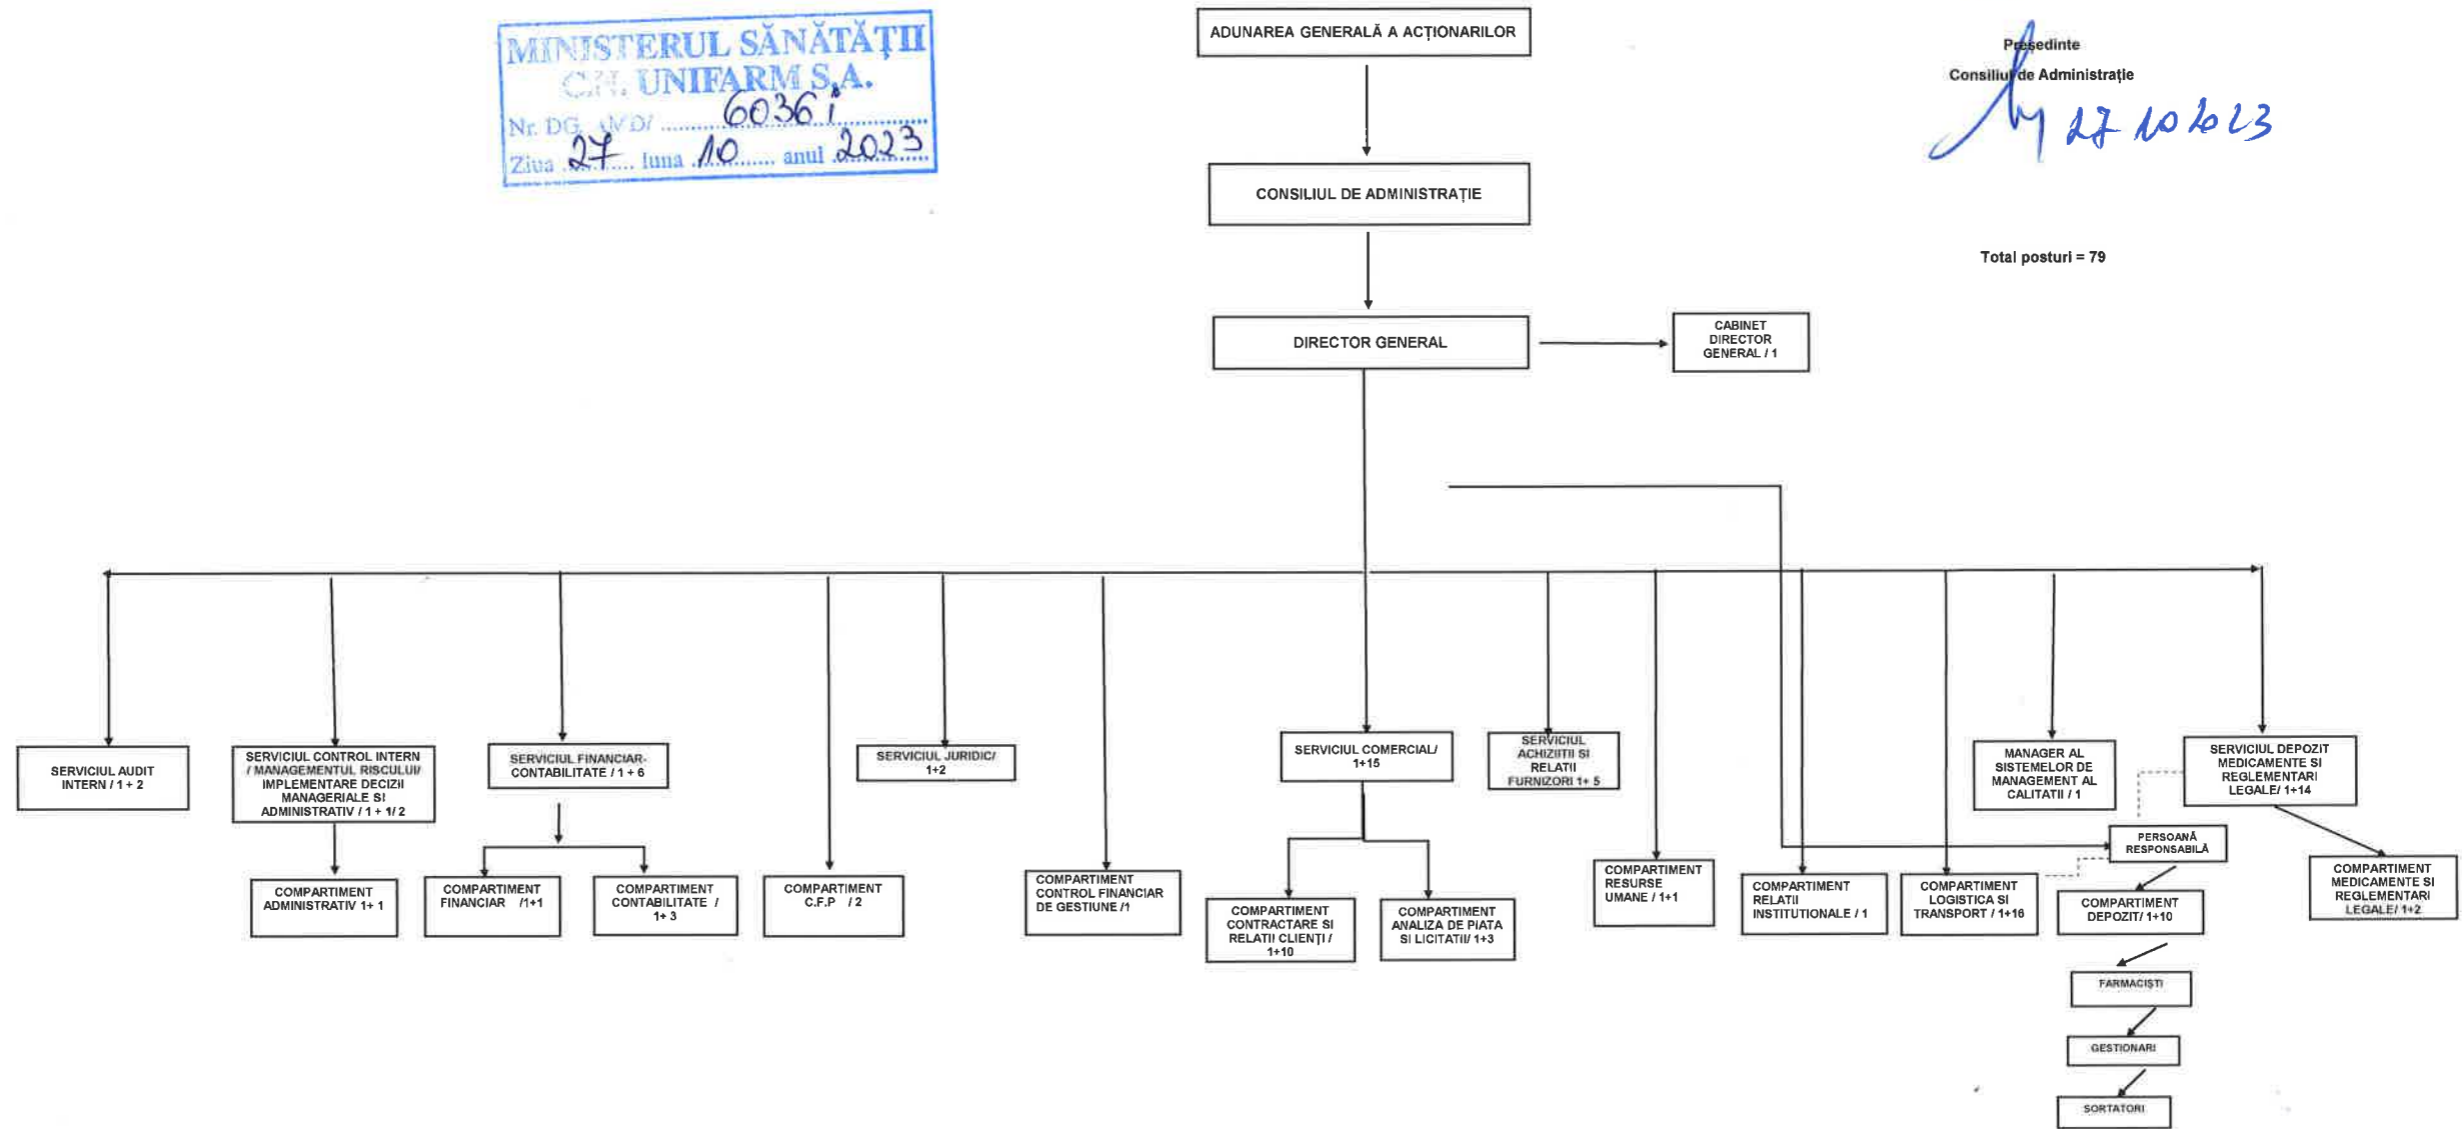 MINISTERUL SĂNĂTĂȚII
C.N. UNIFARM S.A.
Nr. DG. 6036 i
Ziua 27 luna 10 anul 2023
ADUNAREA GENERALĂ A ACȚIONARILOR
Președinte
Consiliul de Administrație
27 10 2023
CONSILIUL DE ADMINISTRAȚIE
Total posturi = 79
DIRECTOR GENERAL
CABINET
DIRECTOR
GENERAL / 1
SERVICIUL AUDIT
INTERN / 1 + 2
SERVICIUL CONTROL INTERN
/ MANAGEMENTUL RISCULUI/
IMPLEMENTARE DECIZII
MANAGERIALE SI
ADMINISTRATIV / 1 + 1/ 2
SERVICIUL FINANCIAR-
CONTABILITATE / 1 + 6
SERVICIUL JURIDIC/
1+2
SERVICIUL COMERCIAL/
1+15
SERVICIUL
ACHIZIITII SI
RELATII
FURNIZORI 1+ 5
MANAGER AL
SISTEMELOR DE
MANAGEMENT AL
CALITATII / 1
SERVICIUL DEPOZIT
MEDICAMENTE SI
REGLEMENTARI
LEGALE/ 1+14
PERSOANĂ
RESPONSABILĂ
COMPARTIMENT
ADMINISTRATIV 1+ 1
COMPARTIMENT
FINANCIAR /1+1
COMPARTIMENT
CONTABILITATE /
1+ 3
COMPARTIMENT
C.F.P / 2
COMPARTIMENT
CONTROL FINANCIAR
DE GESTIUNE /1
COMPARTIMENT
CONTRACTARE SI
RELATII CLIENȚI /
1+10
COMPARTIMENT
ANALIZA DE PIATA
SI LICITATII/ 1+3
COMPARTIMENT
RESURSE
UMANE / 1+1
COMPARTIMENT
RELATII
INSTITUTIONALE / 1
COMPARTIMENT
LOGISTICA SI
TRANSPORT / 1+16
COMPARTIMENT
DEPOZIT/ 1+10
COMPARTIMENT
MEDICAMENTE SI
REGLEMENTARI
LEGALE/ 1+2
FARMACIȘTI
GESTIONARI
SORTATORI